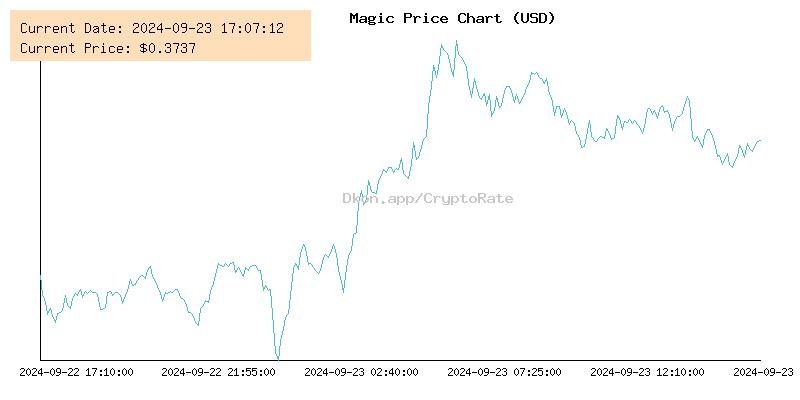 Magic Price Chart (USD)
Current Date: 2024-09-23 17:07:12
Current Price: $0.3737
Dkon.app/CryptoRate
2024-09-22 17:10:00 2024-09-22 21:55:00 2024-09-23 02:40:00 2024-09-23 07:25:00 2024-09-23 12:10:00 2024-09-23